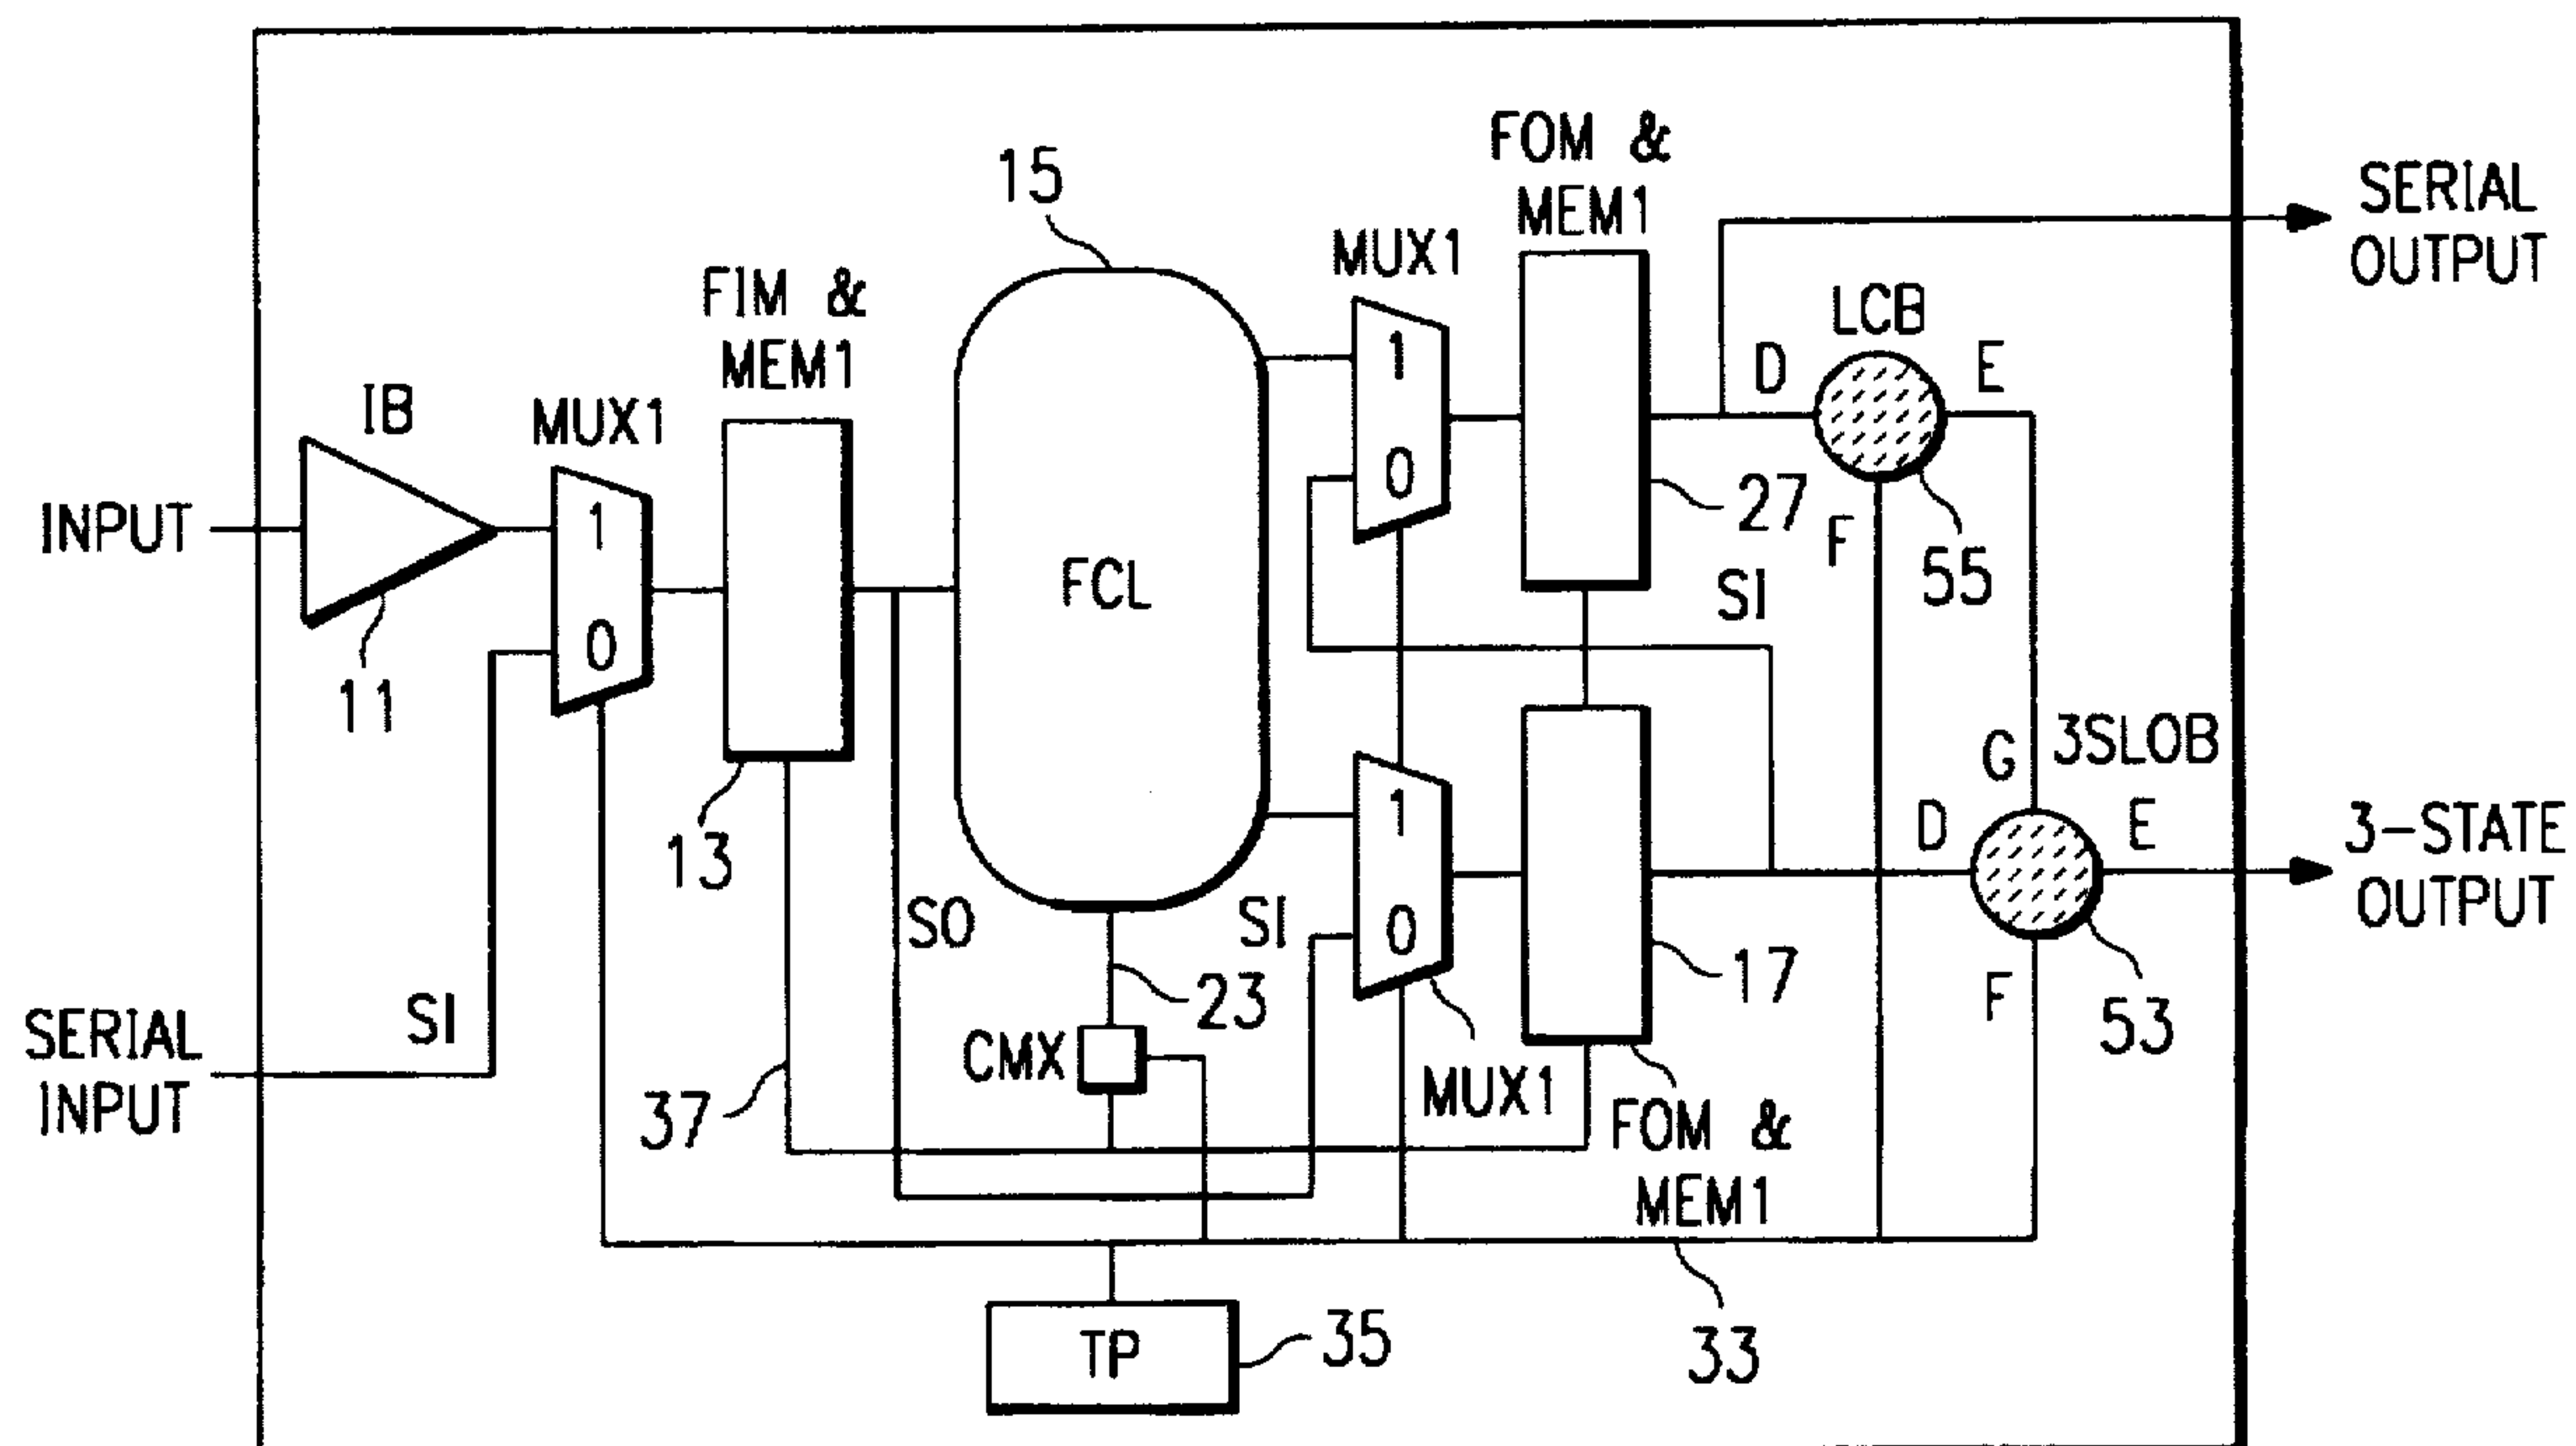 FOM &
MEM1
15
SERIAL
OUTPUT
MUX1
FIM &
MEM1
LCB
1
D
E
IB
MUX1
0
27
INPUT
1
F
55
FCL
SI
0
11
3SLOB
G
1
D
E
3-STATE
OUTPUT
13
SO
SI
0
17
23
F
53
SERIAL
INPUT
SI
CMX
37
MUX1
FOM &
MEM1
TP
35
33